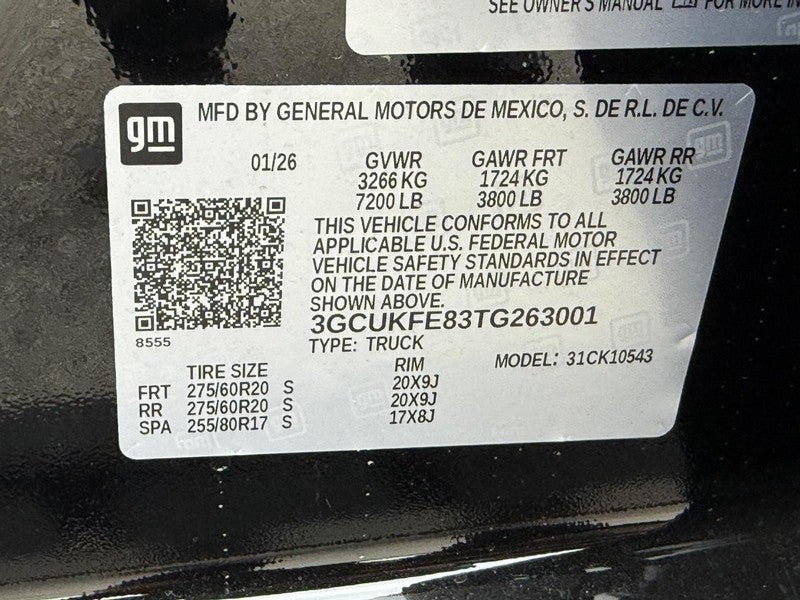 SEE OWNER'S MANUAL FOR MORE IN
gm
MFD BY GENERAL MOTORS DE MEXICO, S. DE R.L. DE C.V.
01/26 GVWR GAWR FRT GAWR RR
3266 KG 1724 KG 1724 KG
7200 LB 3800 LB 3800 LB
THIS VEHICLE CONFORMS TO ALL
APPLICABLE U.S. FEDERAL MOTOR
VEHICLE SAFETY STANDARDS IN EFFECT
ON THE DATE OF MANUFACTURE
SHOWN ABOVE.
3GCUKFE83TG263001
8555
TYPE: TRUCK
TIRE SIZE RIM MODEL: 31CK10543
FRT 275/60R20 S 20X9J
RR 275/60R20 S 20X9J
SPA 255/80R17 S 17X8J